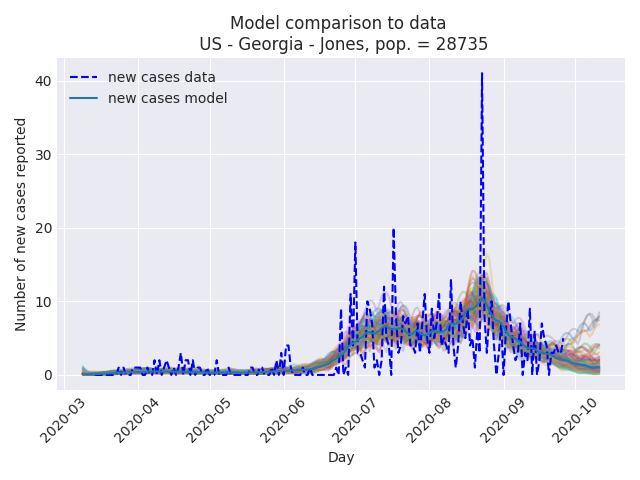 Model comparison to data
US - Georgia - Jones, pop. = 28735
new cases data
new cases model
Number of new cases reported
40
30
20
10
0
2020-03
2020-04
2020-05
2020-06
2020-07
2020-08
2020-09
2020-10
Day